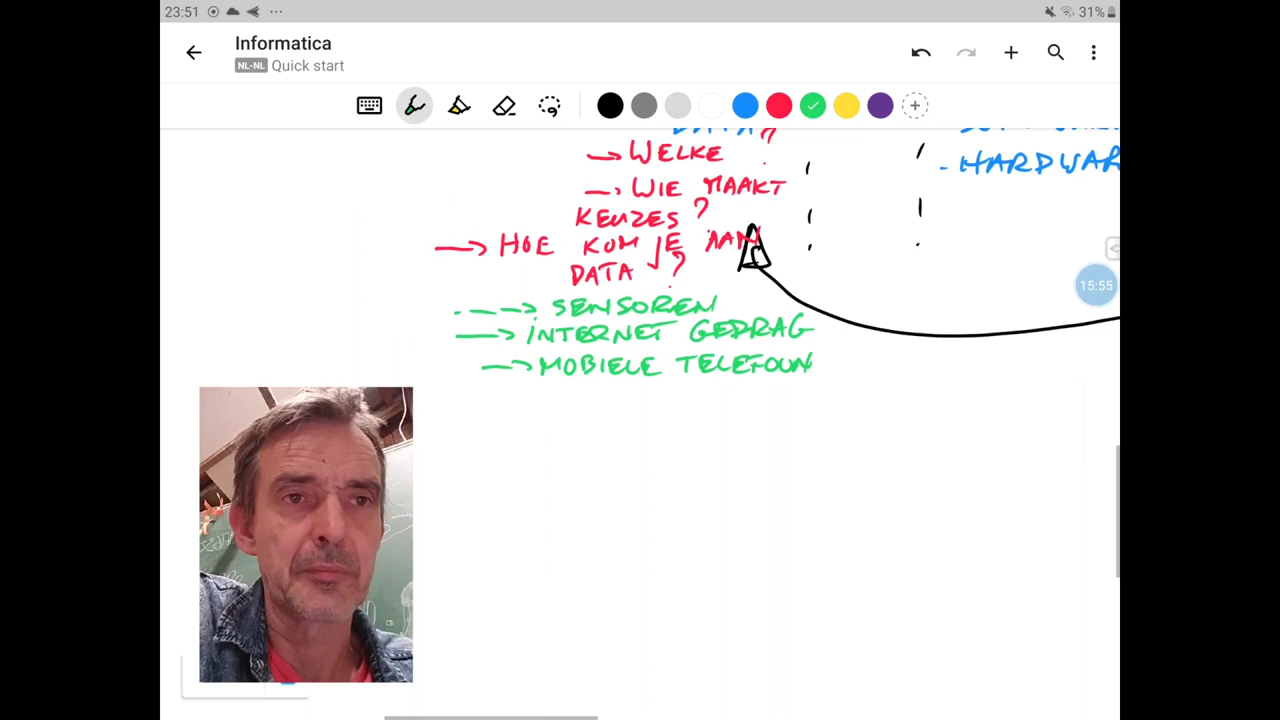 23:51
31%
Informatica
NL-NL Quick start
DATA?
→ WELKE
→ WIE MAAKT
KEUZES?
→ HOE KOM JE AAN
DATA?
- HARDWAR
15:55
---→ SENSOREN
→ INTERNET GEDRAG
→ MOBIELE TELEFOON